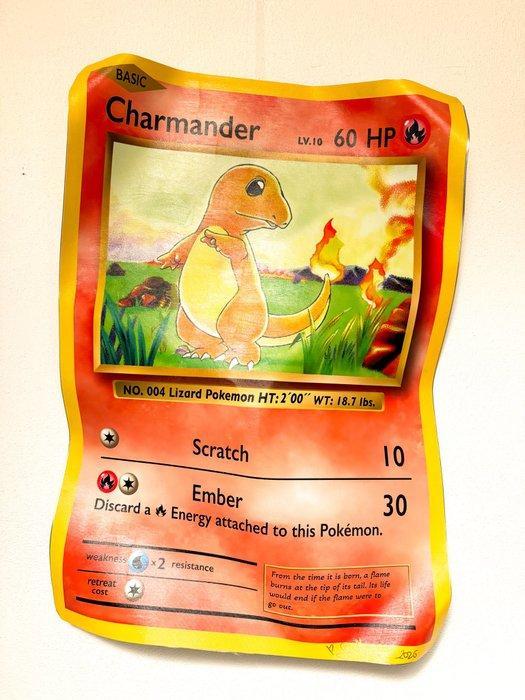 BASIC
Charmander LV.10 60 HP
NO. 004 Lizard Pokemon HT: 2'00" WT: 18.7 lbs.
Scratch 10
Ember 30
Discard a Energy attached to this Pokémon.
weakness ×2 resistance
retreat
cost
From the time it is born, a flame
burns at the tip of its tail. Its life
would end if the flame were to
go out.
2026